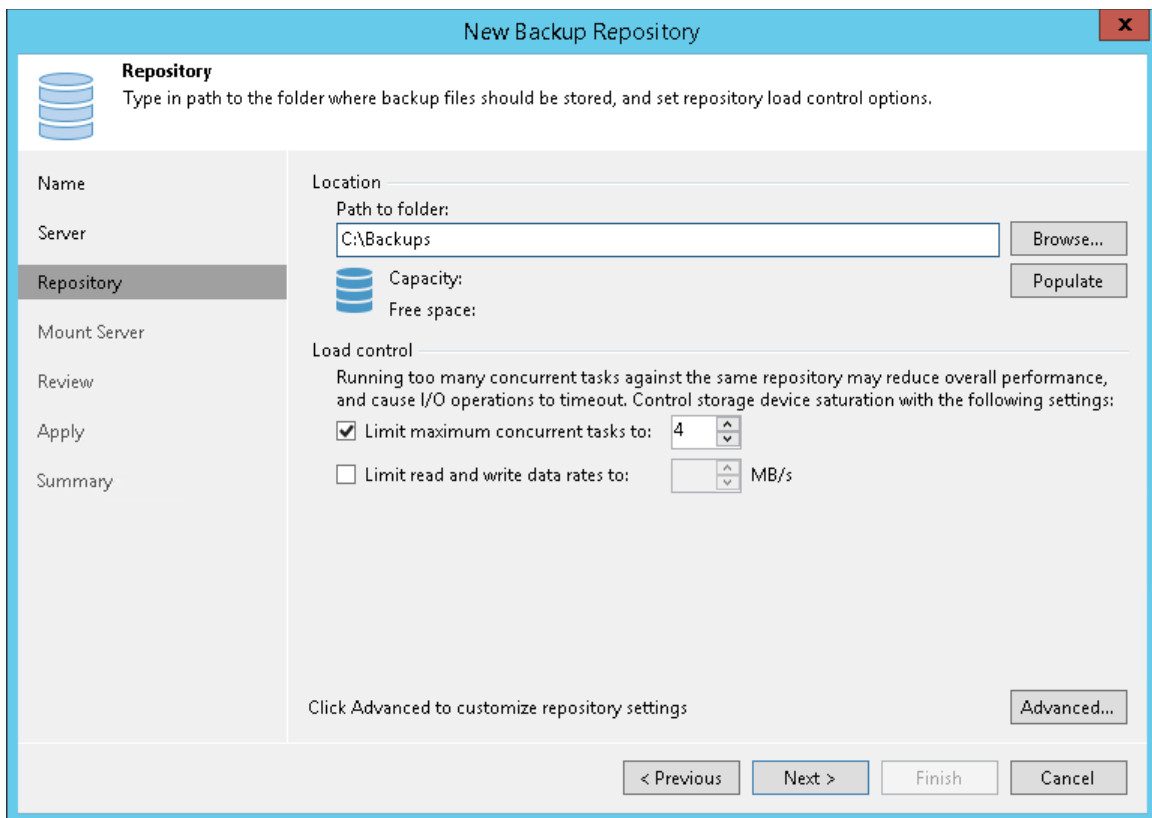 New Backup Repository
x
Repository
Type in path to the folder where backup files should be stored, and set repository load control options.
Name
Server
Repository
Mount Server
Review
Apply
Summary
Location
Path to folder:
C:\Backups
Browse...
Capacity:
Populate
Free space:
Load control
Running too many concurrent tasks against the same repository may reduce overall performance,
and cause I/O operations to timeout. Control storage device saturation with the following settings:
Limit maximum concurrent tasks to: 4
Limit read and write data rates to: MB/s
Click Advanced to customize repository settings
Advanced...
< Previous
Next >
Finish
Cancel